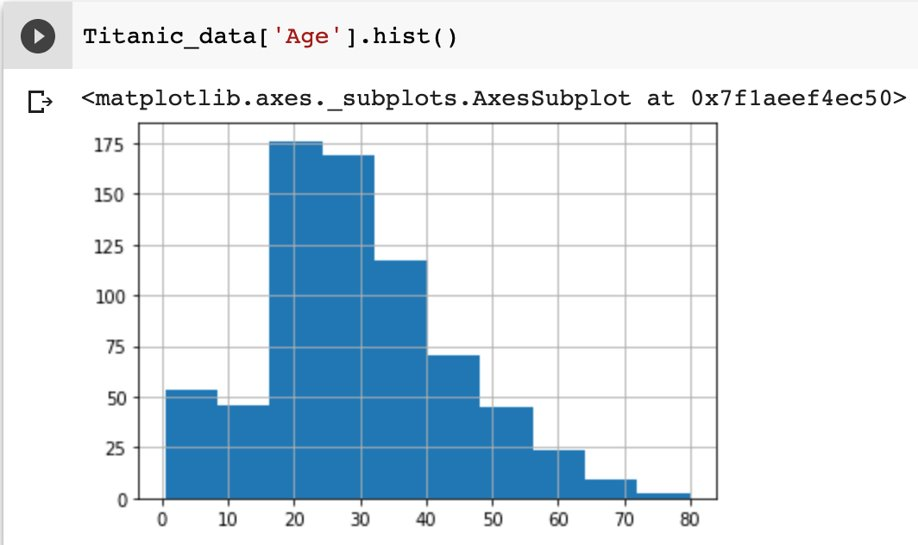 Titanic_data['Age'].hist()
<matplotlib.axes._subplots.AxesSubplot at 0x7f1aeef4ec50>
175
150
125
100
75
50
25
0
0 10 20 30 40 50 60 70 80